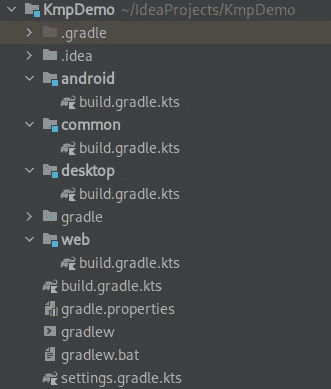 KmpDemo ~/IdeaProjects/KmpDemo
.gradle
.idea
android
build.gradle.kts
common
build.gradle.kts
desktop
build.gradle.kts
gradle
web
build.gradle.kts
build.gradle.kts
gradle.properties
gradlew
gradlew.bat
settings.gradle.kts